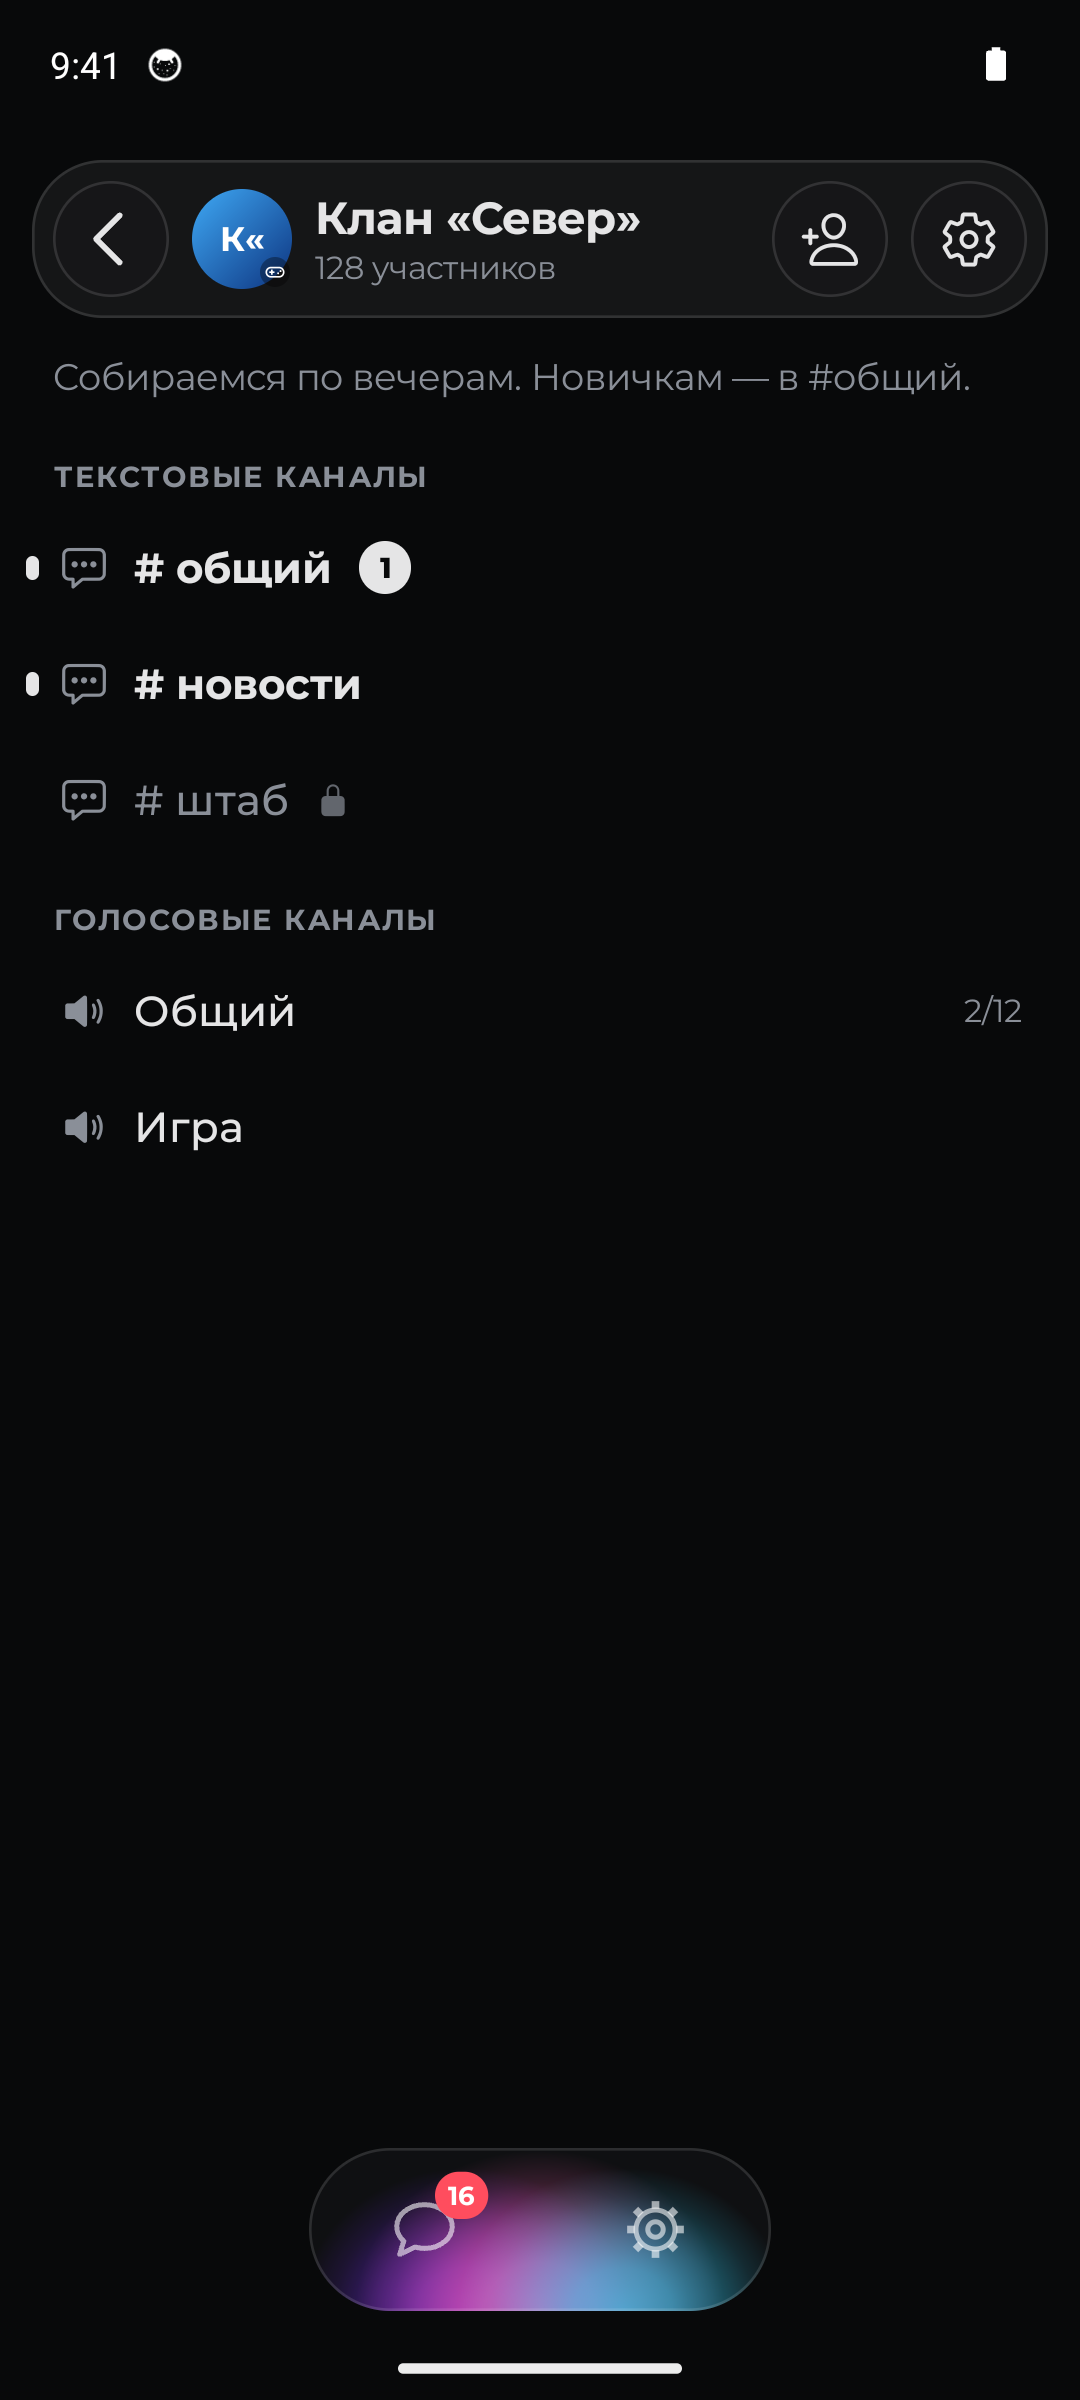 9:41
К«
Клан «Север»
128 участников
Собираемся по вечерам. Новичкам — в #общий.
ТЕКСТОВЫЕ КАНАЛЫ
# общий 1
# новости
# штаб
ГОЛОСОВЫЕ КАНАЛЫ
Общий 2/12
Игра
16